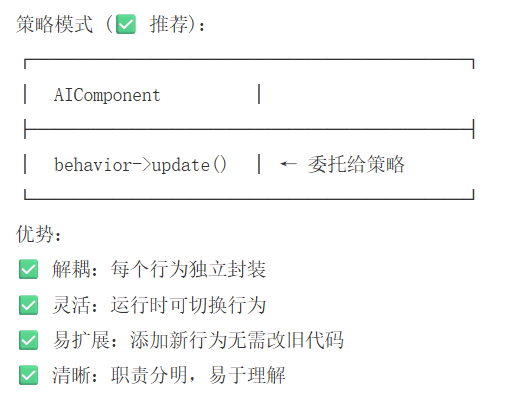 策略模式 (✅ 推荐):
┌─────────────────────┐
│ AIComponent │
├─────────────────────┤
│ behavior->update() │ ← 委托给策略
└─────────────────────┘
优势:
✅ 解耦: 每个行为独立封装
✅ 灵活: 运行时可切换行为
✅ 易扩展: 添加新行为无需改旧代码
✅ 清晰: 职责分明, 易于理解